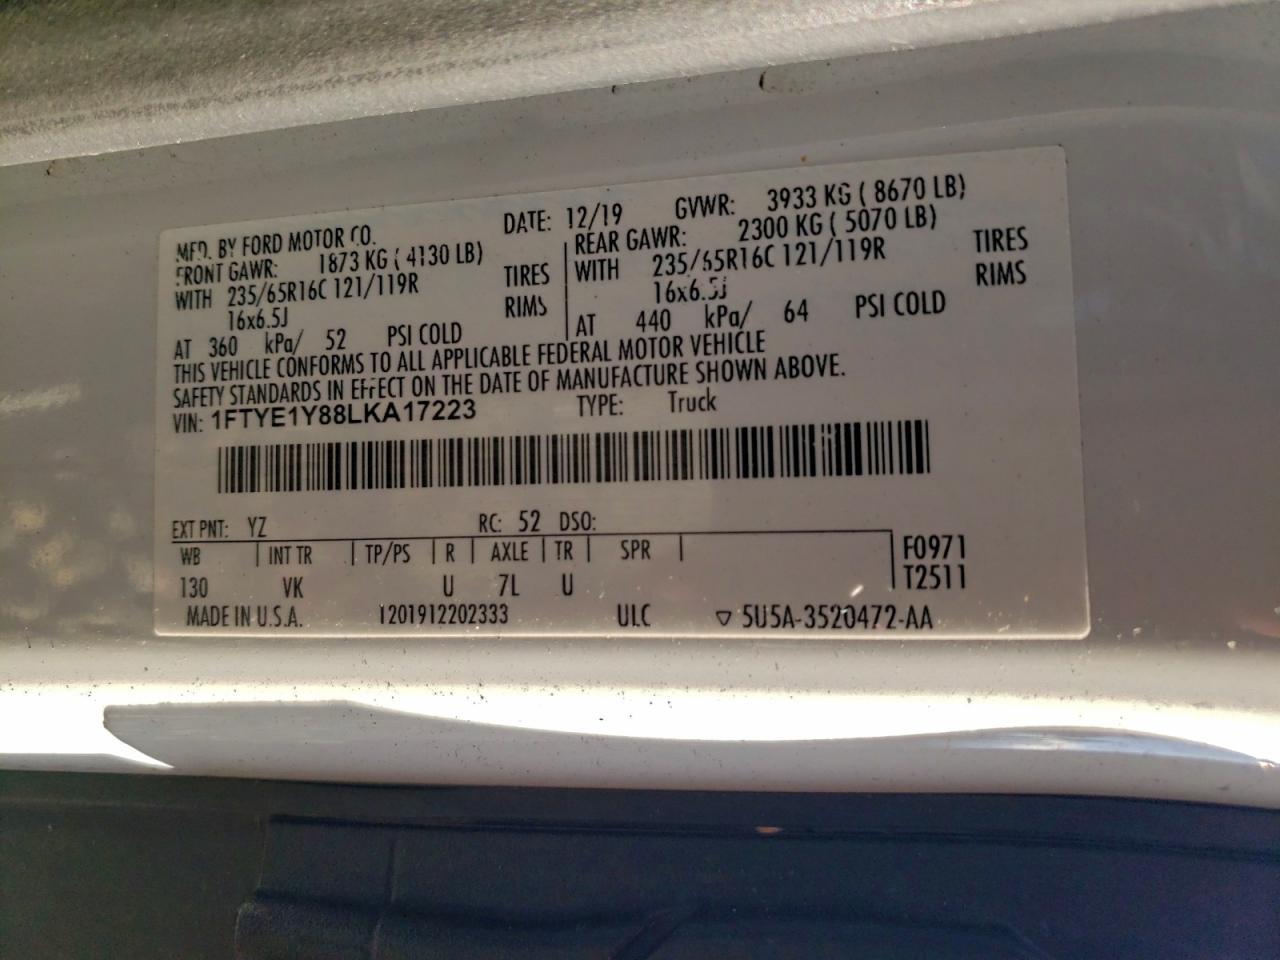 MFD. BY FORD MOTOR CO. DATE: 12/19 GVWR: 3933 KG ( 8670 LB)
FRONT GAWR: 1873 KG ( 4130 LB) REAR GAWR: 2300 KG ( 5070 LB)
WITH 235/65R16C 121/119R TIRES WITH 235/65R16C 121/119R TIRES
16x6.5J RIMS 16x6.5J RIMS
AT 360 kPa/ 52 PSI COLD AT 440 kPa/ 64 PSI COLD
THIS VEHICLE CONFORMS TO ALL APPLICABLE FEDERAL MOTOR VEHICLE
SAFETY STANDARDS IN EFFECT ON THE DATE OF MANUFACTURE SHOWN ABOVE.
VIN: 1FTYE1Y88LKA17223 TYPE: Truck
EXT PNT: YZ RC: 52 DSO:
WB INT TR TP/PS R AXLE TR SPR F0971
130 VK U 7L U T2511
MADE IN U.S.A. 1201912202333 ULC ▽ 5U5A-3520472-AA